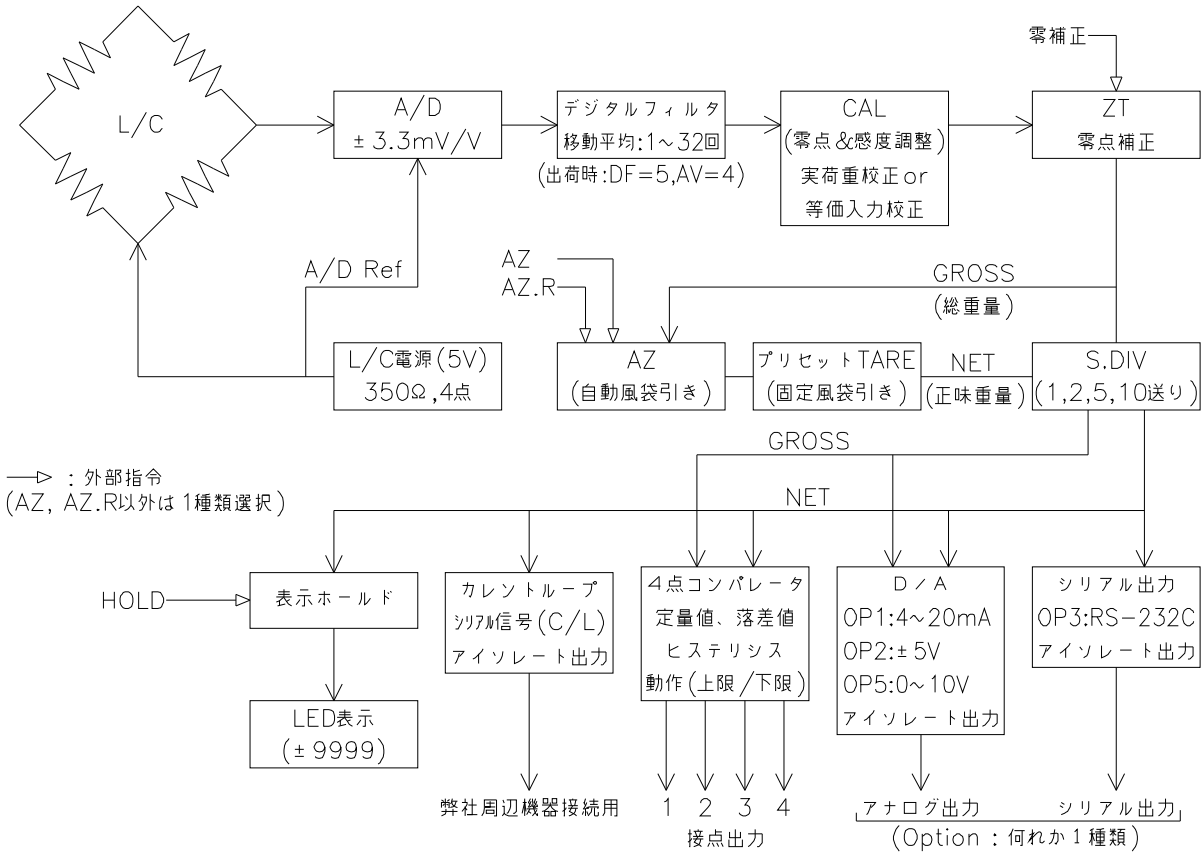 零補正
L/C
A/D
±3.3mV/V
デジタルフィルタ
移動平均:1～32回
(出荷時:DF=5,AV=4)
CAL
(零点&感度調整)
実荷重校正or
等価入力校正
ZT
零点補正
A/D Ref
AZ
AZ.R
GROSS
(総重量)
L/C電源(5V)
350Ω,4点
AZ
(自動風袋引き)
プリセットTARE
(固定風袋引き)
NET
(正味重量)
S.DIV
(1,2,5,10送り)
GROSS
: 外部指令
(AZ, AZ.R以外は1種類選択)
NET
HOLD
表示ホールド
カレントループ
シリアル信号(C/L)
アイソレート出力
4点コンパレータ
定量値、落差値
ヒステリシス
動作(上限/下限)
D/A
OP1:4～20mA
OP2:±5V
OP5:0～10V
アイソレート出力
シリアル出力
OP3:RS-232C
アイソレート出力
LED表示
(±9999)
弊社周辺機器接続用
1 2 3 4
接点出力
アナログ出力 シリアル出力
(Option : 何れか1種類)